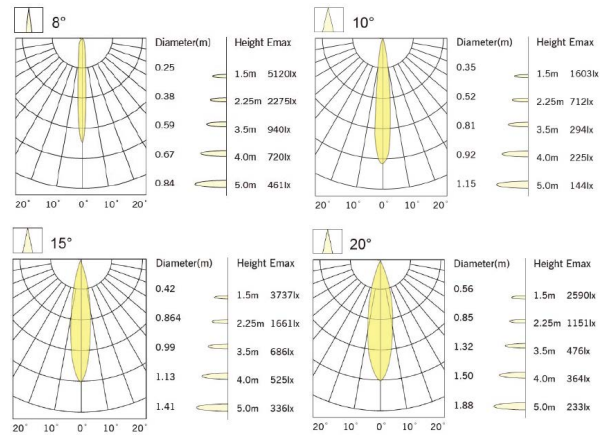 8°
Diameter(m) Height Emax
0.25 1.5m 5120lx
0.38 2.25m 2275lx
0.59 3.5m 940lx
0.67 4.0m 720lx
0.84 5.0m 461lx
20° 10° 0° 10° 20°
10°
Diameter(m) Height Emax
0.35 1.5m 1603lx
0.52 2.25m 712lx
0.81 3.5m 294lx
0.92 4.0m 225lx
1.15 5.0m 144lx
20° 10° 0° 10° 20°
15°
Diameter(m) Height Emax
0.42 1.5m 3737lx
0.864 2.25m 1661lx
0.99 3.5m 686lx
1.13 4.0m 525lx
1.41 5.0m 336lx
20° 10° 0° 10° 20°
20°
Diameter(m) Height Emax
0.56 1.5m 2590lx
0.85 2.25m 1151lx
1.32 3.5m 476lx
1.50 4.0m 364lx
1.88 5.0m 233lx
20° 10° 0° 10° 20°